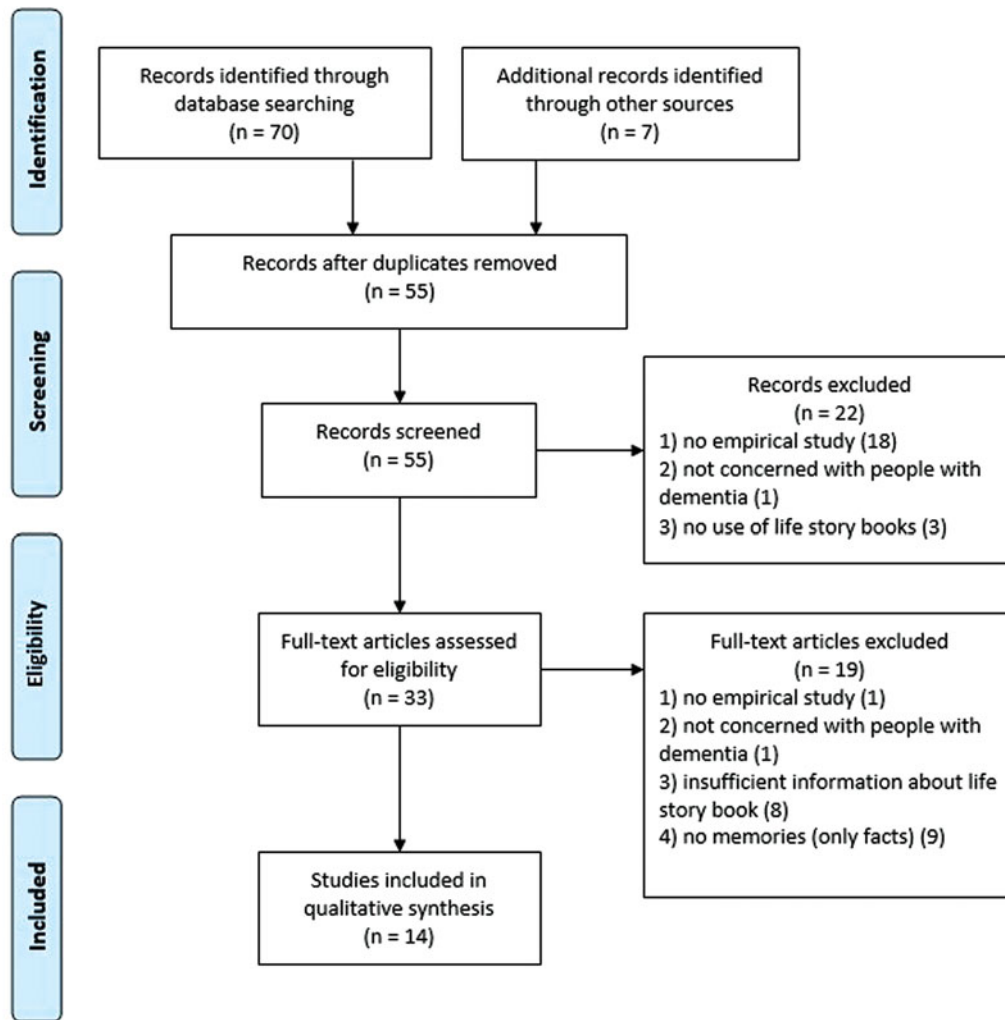 Identification
Records identified through
database searching
(n = 70)
Additional records identified
through other sources
(n = 7)
Records after duplicates removed
(n = 55)
Screening
Records screened
(n = 55)
Records excluded
(n = 22)
1) no empirical study (18)
2) not concerned with people with
dementia (1)
3) no use of life story books (3)
Eligibility
Full-text articles assessed
for eligibility
(n = 33)
Full-text articles excluded
(n = 19)
1) no empirical study (1)
2) not concerned with people with
dementia (1)
3) insufficient information about life
story book (8)
4) no memories (only facts) (9)
Included
Studies included in
qualitative synthesis
(n = 14)